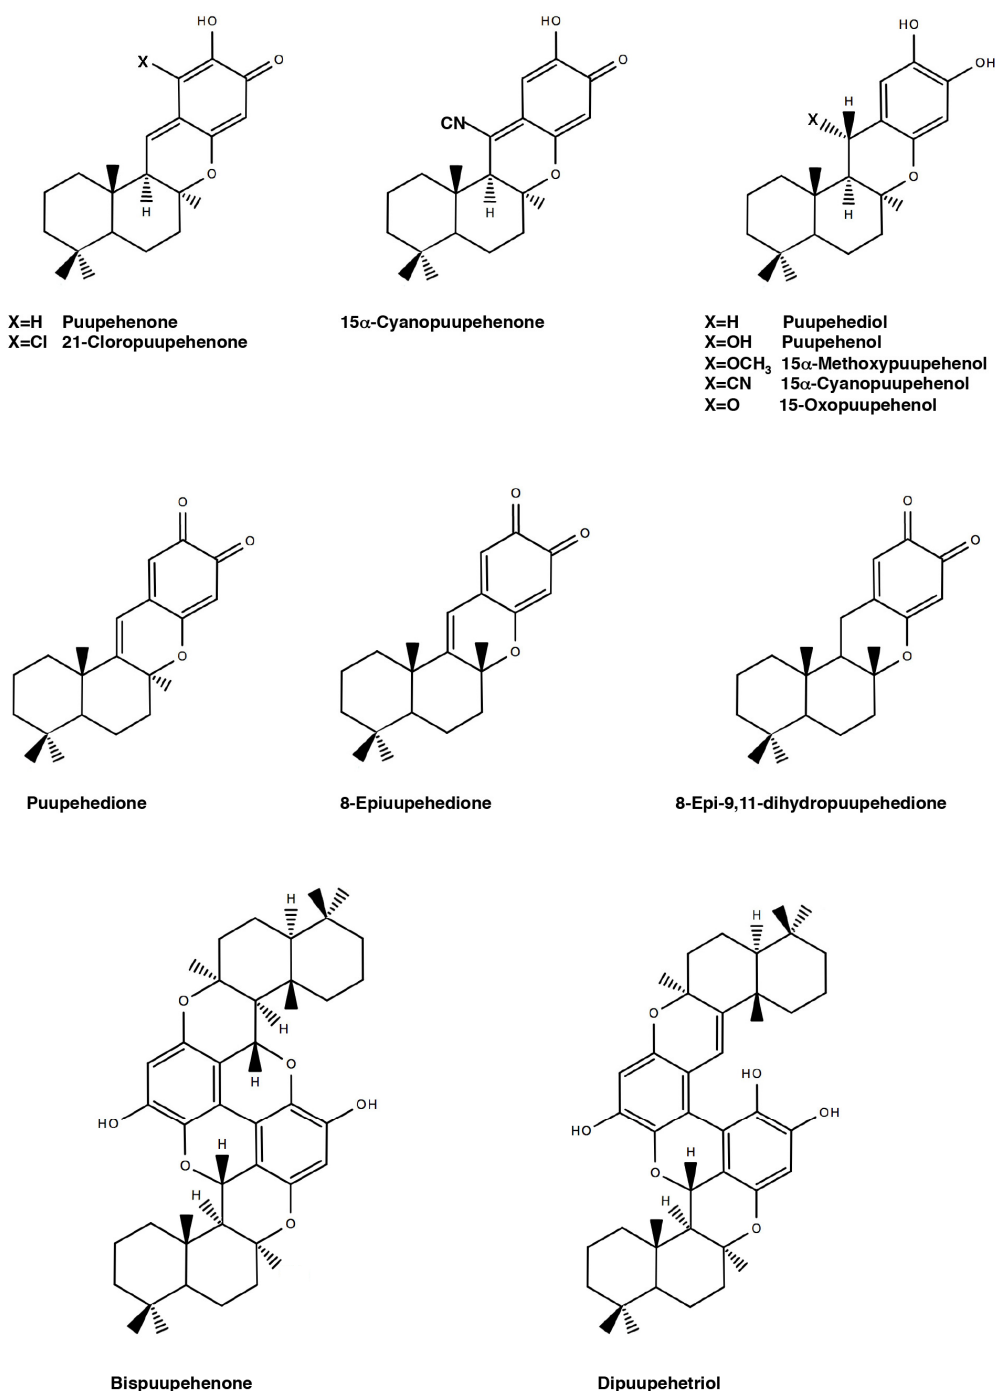 HO
X
O
O
H
X=H Puupehenone
X=Cl 21-Cloropuupehenone
HO
O
CN
O
H
15α-Cyanopuupehenone
HO
OH
H
X
O
H
X=H Puupehediol
X=OH Puupehenol
X=OCH3 15α-Methoxypuupehenol
X=CN 15α-Cyanopuupehenol
X=O 15-Oxopuupehenol
O
O
O
Puupehedione
O
O
O
8-Epiuupehedione
O
O
O
8-Epi-9,11-dihydropuupehedione
H
O
H
O
H
HO
OH
H
O
H
O
Bispuupehenone
H
O
HO
OH
HO
H
O
H
O
Dipuupehetriol